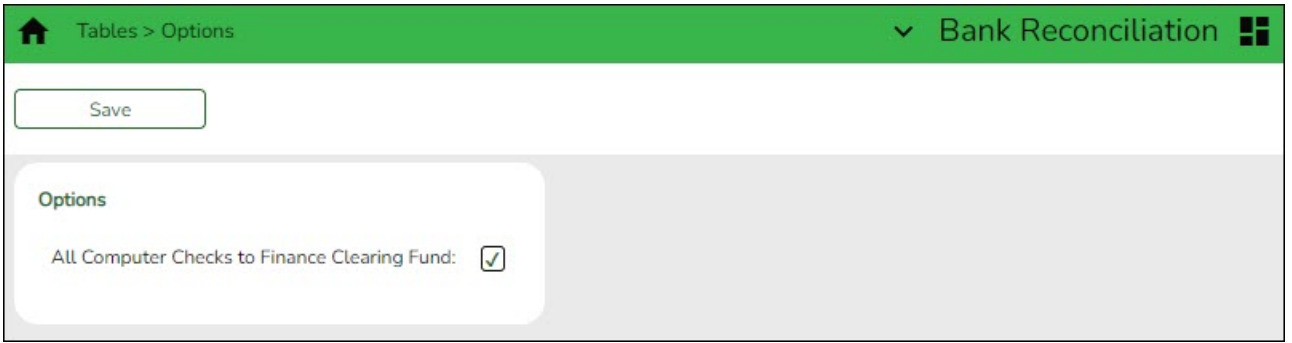 Tables > Options
Bank Reconciliation
Save
Options
All Computer Checks to Finance Clearing Fund: